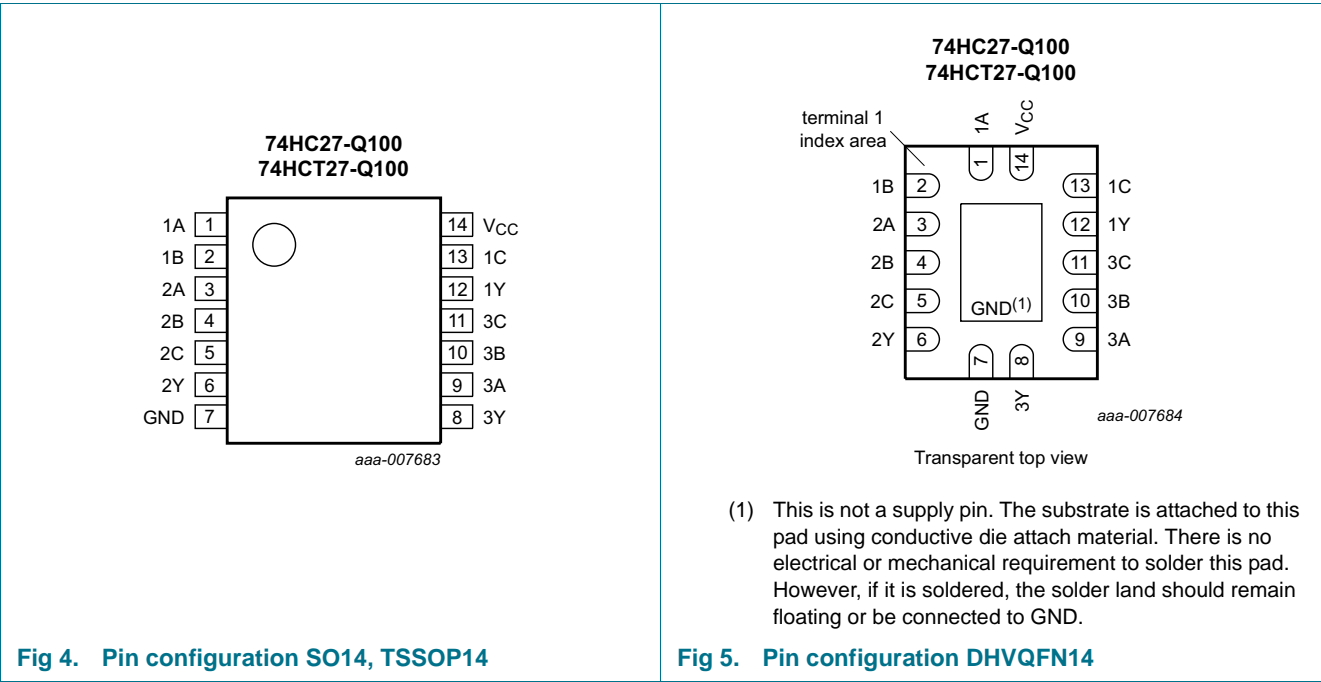 74HC27-Q100
74HCT27-Q100
1A 1
14 VCC
1B 2
13 1C
2A 3
12 1Y
2B 4
11 3C
2C 5
10 3B
2Y 6
9 3A
GND 7
8 3Y
aaa-007683
Fig 4. Pin configuration SO14, TSSOP14
74HC27-Q100
74HCT27-Q100
terminal 1
index area
1A
VCC
1
14
1B 2
13 1C
2A 3
12 1Y
2B 4
11 3C
2C 5
10 3B
2Y 6
9 3A
GND(1)
7
8
GND
3Y
aaa-007684
Transparent top view
(1) This is not a supply pin. The substrate is attached to this
pad using conductive die attach material. There is no
electrical or mechanical requirement to solder this pad.
However, if it is soldered, the solder land should remain
floating or be connected to GND.
Fig 5. Pin configuration DHVQFN14